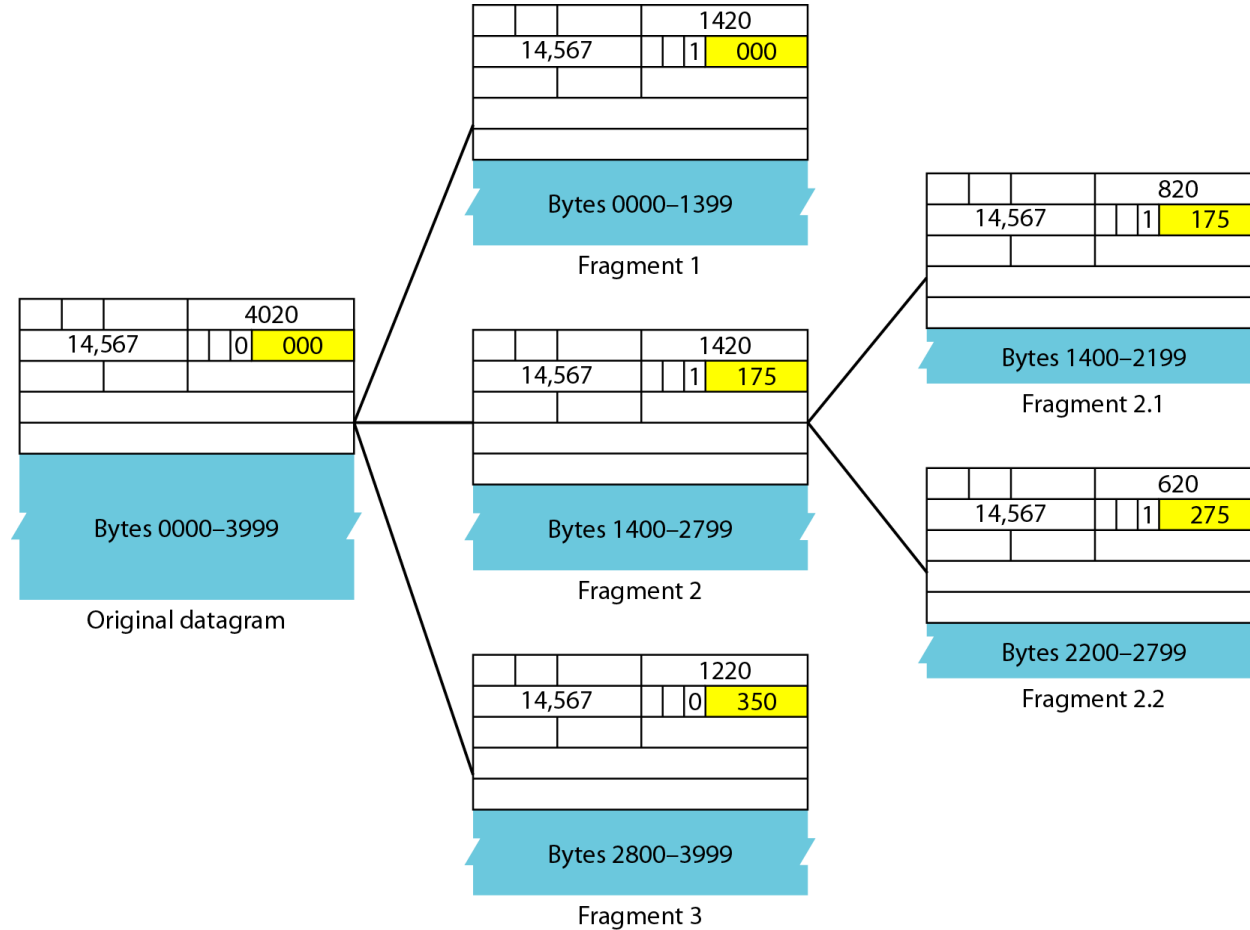 4020
14,567 0 000
Bytes 0000–3999
Original datagram
1420
14,567 1 000
Bytes 0000–1399
Fragment 1
1420
14,567 1 175
Bytes 1400–2799
Fragment 2
1220
14,567 0 350
Bytes 2800–3999
Fragment 3
820
14,567 1 175
Bytes 1400–2199
Fragment 2.1
620
14,567 1 275
Bytes 2200–2799
Fragment 2.2